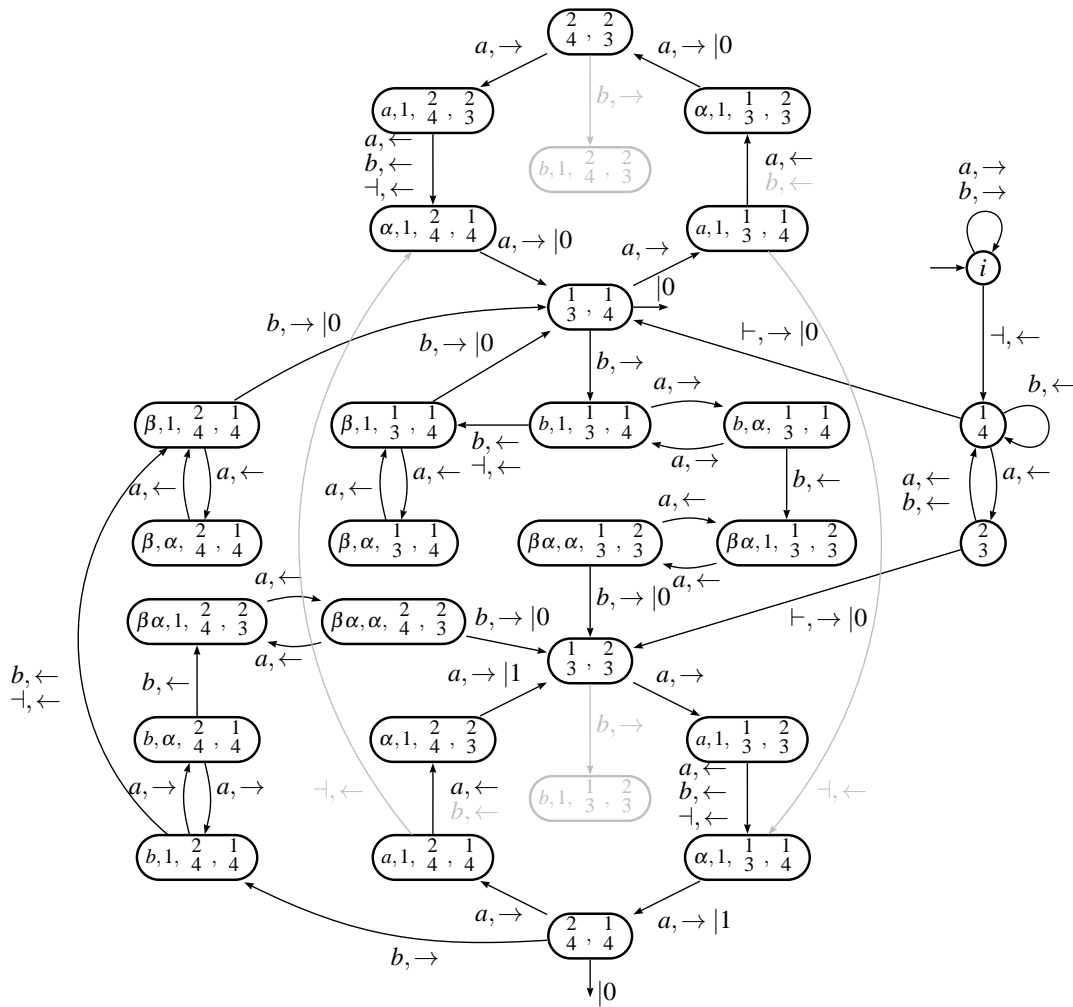 2/4 , 2/3
a, →
a, → |0
b, →
a, 1, 2/4 , 2/3
α, 1, 1/3 , 2/3
a, ←
b, ←
⊣, ←
b, 1, 2/4 , 2/3
a, ←
b, ←
a, →
b, →
α, 1, 2/4 , 1/4
a, 1, 1/3 , 1/4
a, → |0
a, →
i
1/3 , 1/4
|0
b, → |0
b, → |0
b, →
⊢, → |0
⊣, ←
a, →
b, ←
β, 1, 2/4 , 1/4
β, 1, 1/3 , 1/4
b, 1, 1/3 , 1/4
b, α, 1/3 , 1/4
1/4
b, ←
⊣, ←
a, →
a, ←
a, ←
a, ←
a, ←
b, ←
a, ←
b, ←
a, ←
a, ←
β, α, 2/4 , 1/4
β, α, 1/3 , 1/4
βα, α, 1/3 , 2/3
βα, 1, 1/3 , 2/3
2/3
a, ←
a, ←
b, → |0
βα, 1, 2/4 , 2/3
βα, α, 2/4 , 2/3
b, → |0
⊢, → |0
a, ←
1/3 , 2/3
b, ←
⊣, ←
b, ←
a, → |1
a, →
b, →
b, α, 2/4 , 1/4
α, 1, 2/4 , 2/3
a, 1, 1/3 , 2/3
a, →
a, →
⊣, ←
a, ←
b, ←
b, 1, 1/3 , 2/3
a, ←
b, ←
⊣, ←
⊣, ←
b, 1, 2/4 , 1/4
a, 1, 2/4 , 1/4
α, 1, 1/3 , 1/4
a, →
a, → |1
2/4 , 1/4
b, →
|0